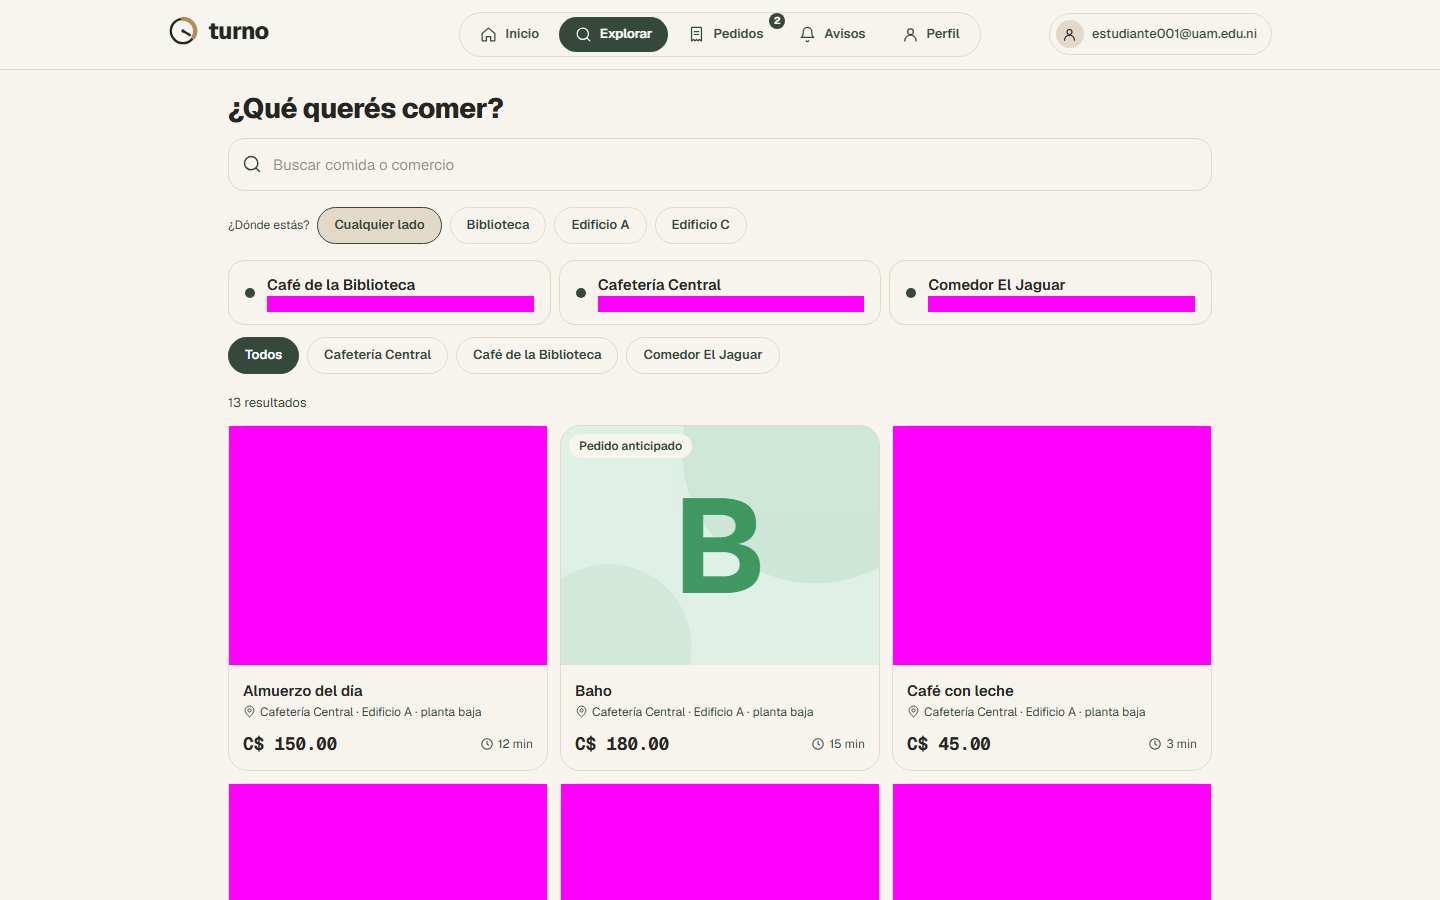 turno
Inicio
Explorar
Pedidos
2
Avisos
Perfil
estudiante001@uam.edu.ni
¿Qué querés comer?
Buscar comida o comercio
¿Dónde estás?
Cualquier lado
Biblioteca
Edificio A
Edificio C
Café de la Biblioteca
Cafetería Central
Comedor El Jaguar
Todos
Cafetería Central
Café de la Biblioteca
Comedor El Jaguar
13 resultados
Pedido anticipado
B
Almuerzo del día
Cafetería Central · Edificio A · planta baja
C$ 150.00
12 min
Baho
Cafetería Central · Edificio A · planta baja
C$ 180.00
15 min
Café con leche
Cafetería Central · Edificio A · planta baja
C$ 45.00
3 min